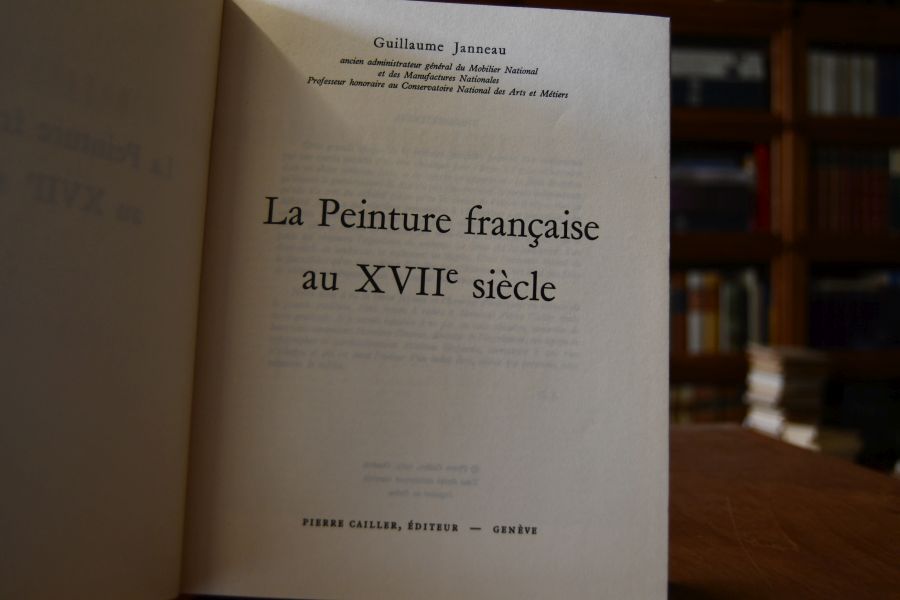 Guillaume Janneau
ancien administrateur général du Mobilier National
et des Manufactures Nationales
Professeur honoraire au Conservatoire National des Arts et Métiers
La Peinture française
au XVIIe siècle
PIERRE CAILLER, ÉDITEUR — GENÈVE